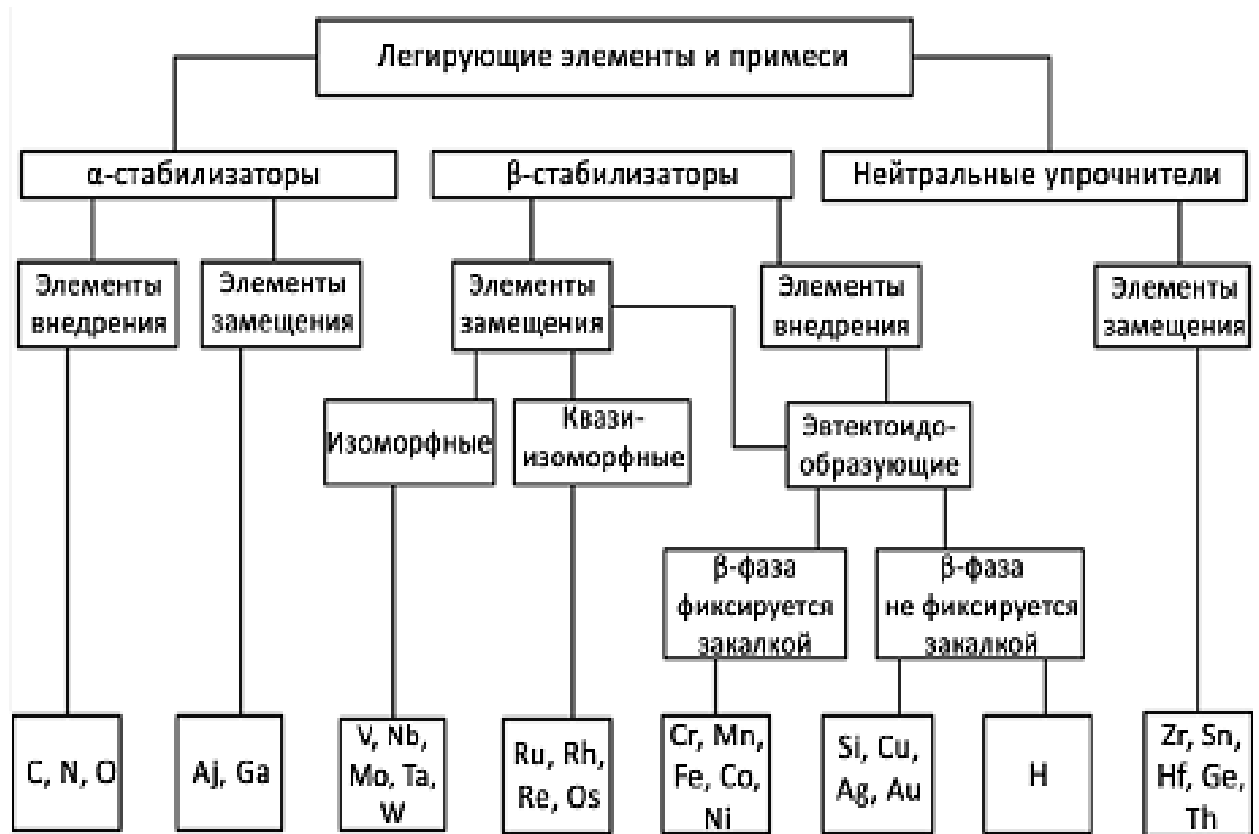 Легирующие элементы и примеси
α-стабилизаторы
β-стабилизаторы
Нейтральные упрочнители
Элементы
внедрения
Элементы
замещения
Элементы
замещения
Элементы
внедрения
Элементы
замещения
Изоморфные
Квази-
изоморфные
Эвтектоидо-
образующие
β-фаза
фиксируется
закалкой
β-фаза
не фиксируется
закалкой
C, N, O
Aj, Ga
V, Nb,
Mo, Ta,
W
Ru, Rh,
Re, Os
Cr, Mn,
Fe, Co,
Ni
Si, Cu,
Ag, Au
H
Zr, Sn,
Hf, Ge,
Th